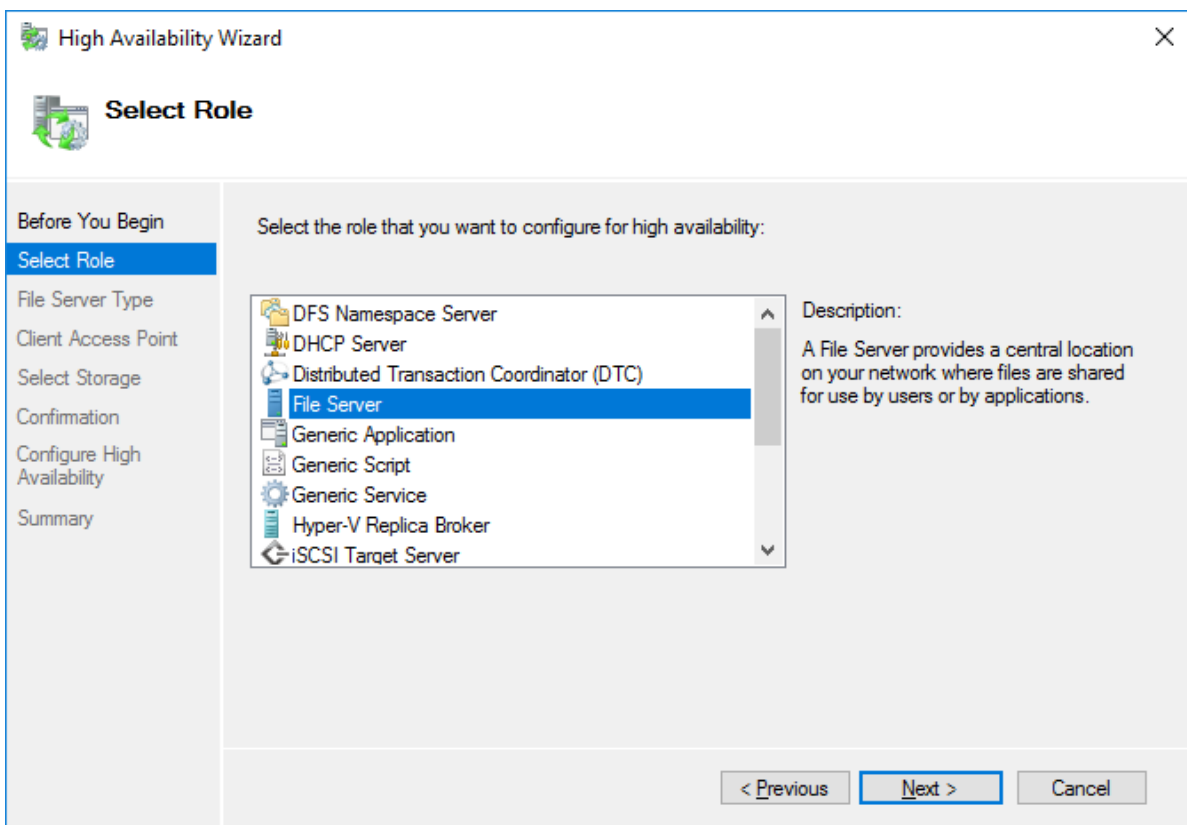 High Availability Wizard
Select Role
Before You Begin
Select Role
File Server Type
Client Access Point
Select Storage
Confirmation
Configure High
Availability
Summary
Select the role that you want to configure for high availability:
DFS Namespace Server
DHCP Server
Distributed Transaction Coordinator (DTC)
File Server
Generic Application
Generic Script
Generic Service
Hyper-V Replica Broker
iSCSI Target Server
Description:
A File Server provides a central location
on your network where files are shared
for use by users or by applications.
< Previous
Next >
Cancel